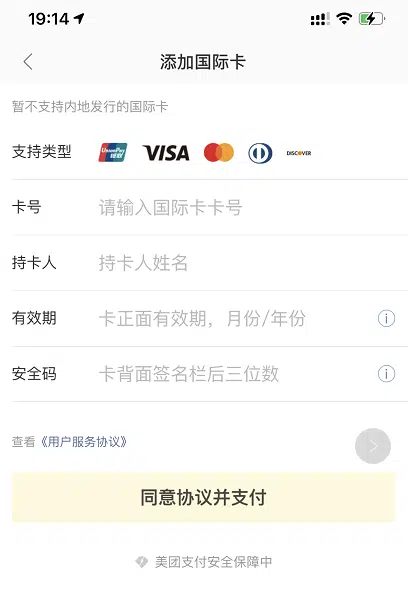 19:14
添加国际卡
暂不支持内地发行的国际卡
支持类型 UnionPay 银联 VISA DISCOVER
卡号 请输入国际卡卡号
持卡人 持卡人姓名
有效期 卡正面有效期，月份/年份
安全码 卡背面签名栏后三位数
查看《用户服务协议》
同意协议并支付
美团支付安全保障中